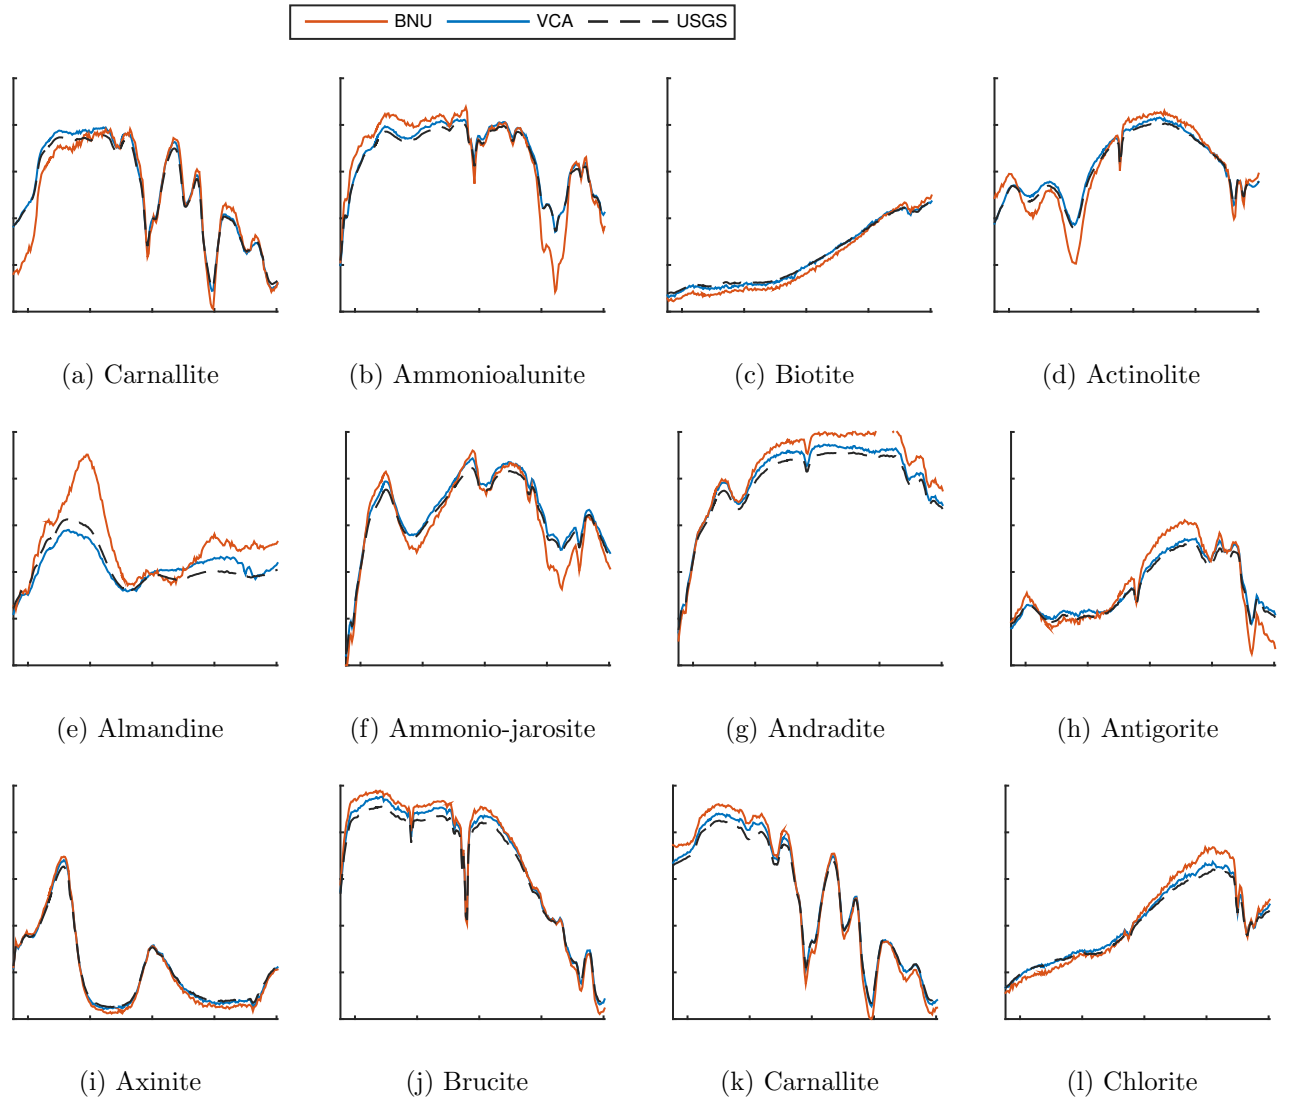 BNU VCA USGS
(a) Carnallite (b) Ammonioalunite (c) Biotite (d) Actinolite
(e) Almandine (f) Ammonio-jarosite (g) Andradite (h) Antigorite
(i) Axinite (j) Brucite (k) Carnallite (l) Chlorite